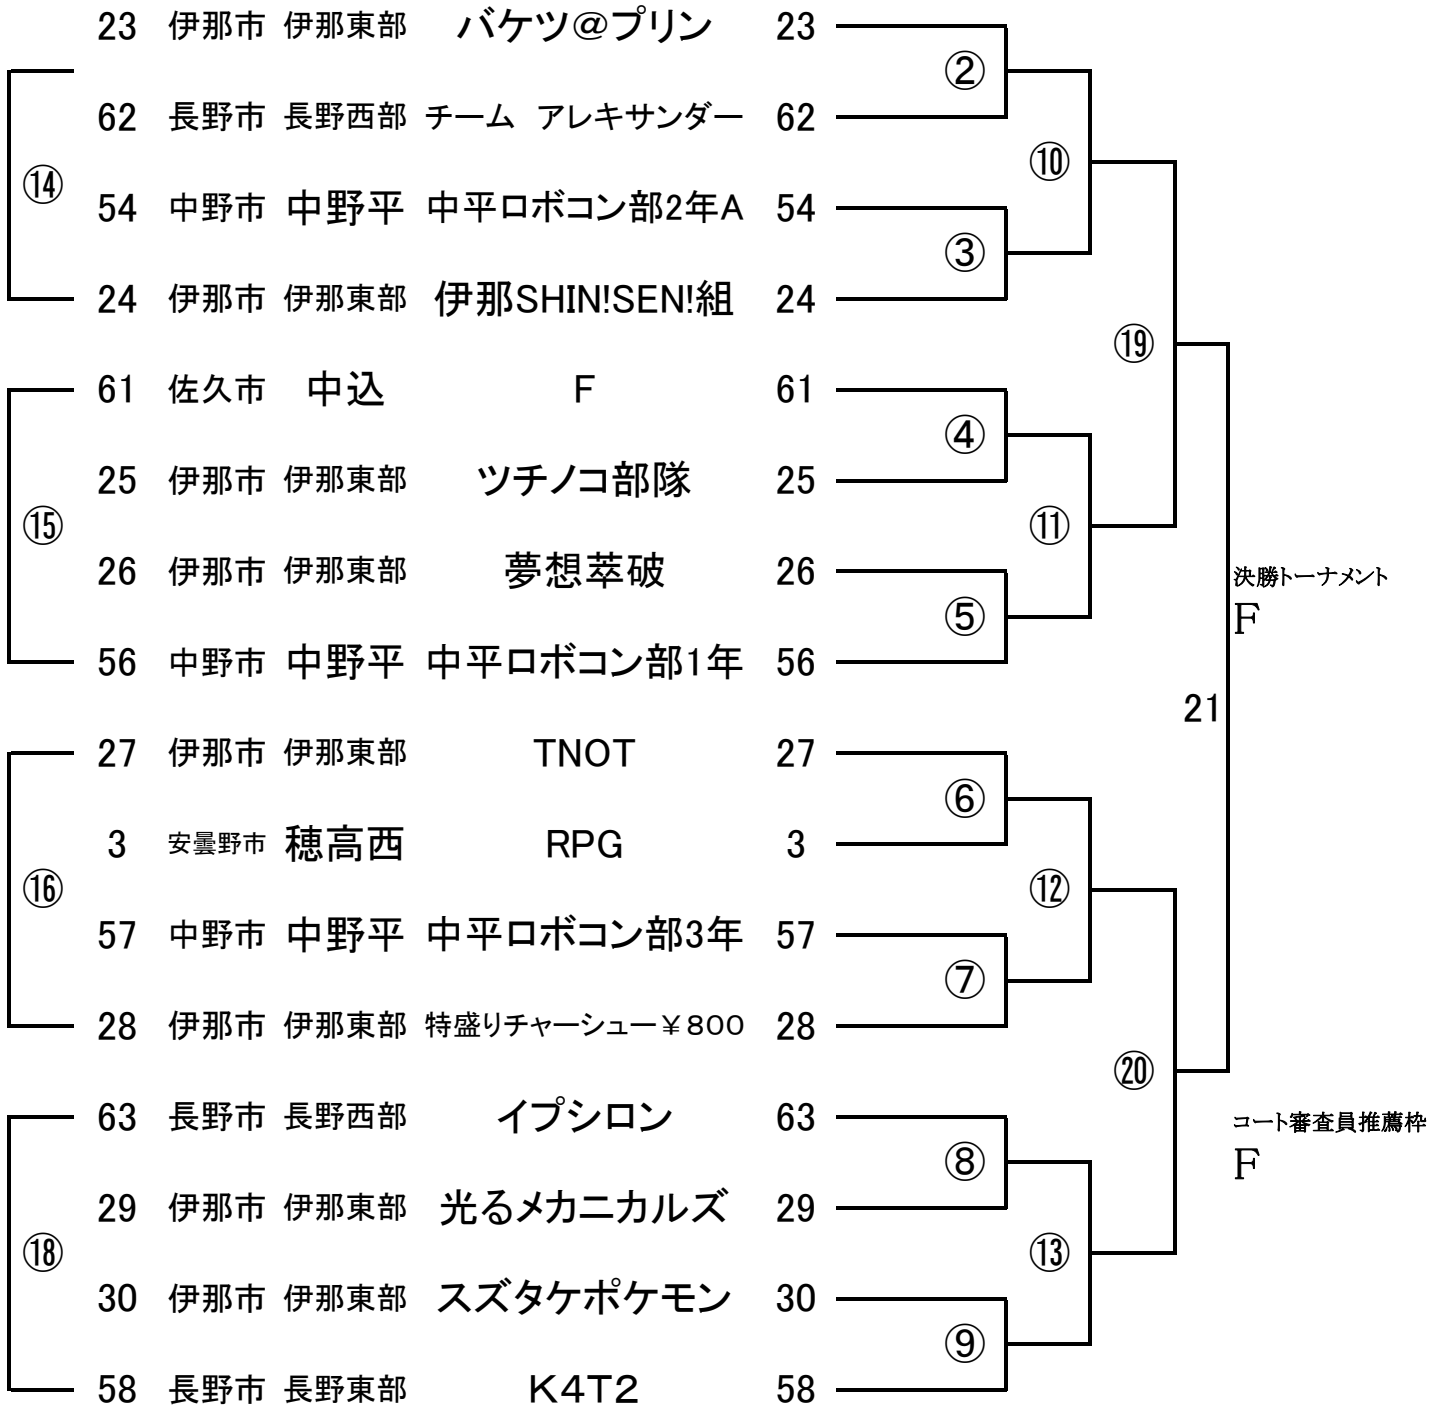 23 伊那市 伊那東部 バケツ@プリン 23
②
62 長野市 長野西部 チーム　アレキサンダー 62
⑭ ⑩
54 中野市 中野平 中平ロボコン部2年A 54
③
24 伊那市 伊那東部 伊那SHIN!SEN!組 24
⑲
61 佐久市 中込 F 61
④
25 伊那市 伊那東部 ツチノコ部隊 25
⑮ ⑪
26 伊那市 伊那東部 夢想萃破 26
決勝トーナメント
⑤ F
56 中野市 中野平 中平ロボコン部1年 56
21
27 伊那市 伊那東部 TNOT 27
⑥
3 安曇野市 穂高西 RPG 3
⑯ ⑫
57 中野市 中野平 中平ロボコン部3年 57
⑦
28 伊那市 伊那東部 特盛りチャーシュー￥８００ 28
⑳
63 長野市 長野西部 イプシロン 63
コート審査員推薦枠
⑧ F
29 伊那市 伊那東部 光るメカニカルズ 29
⑱ ⑬
30 伊那市 伊那東部 スズタケポケモン 30
⑨
58 長野市 長野東部 Ｋ4Ｔ2 58